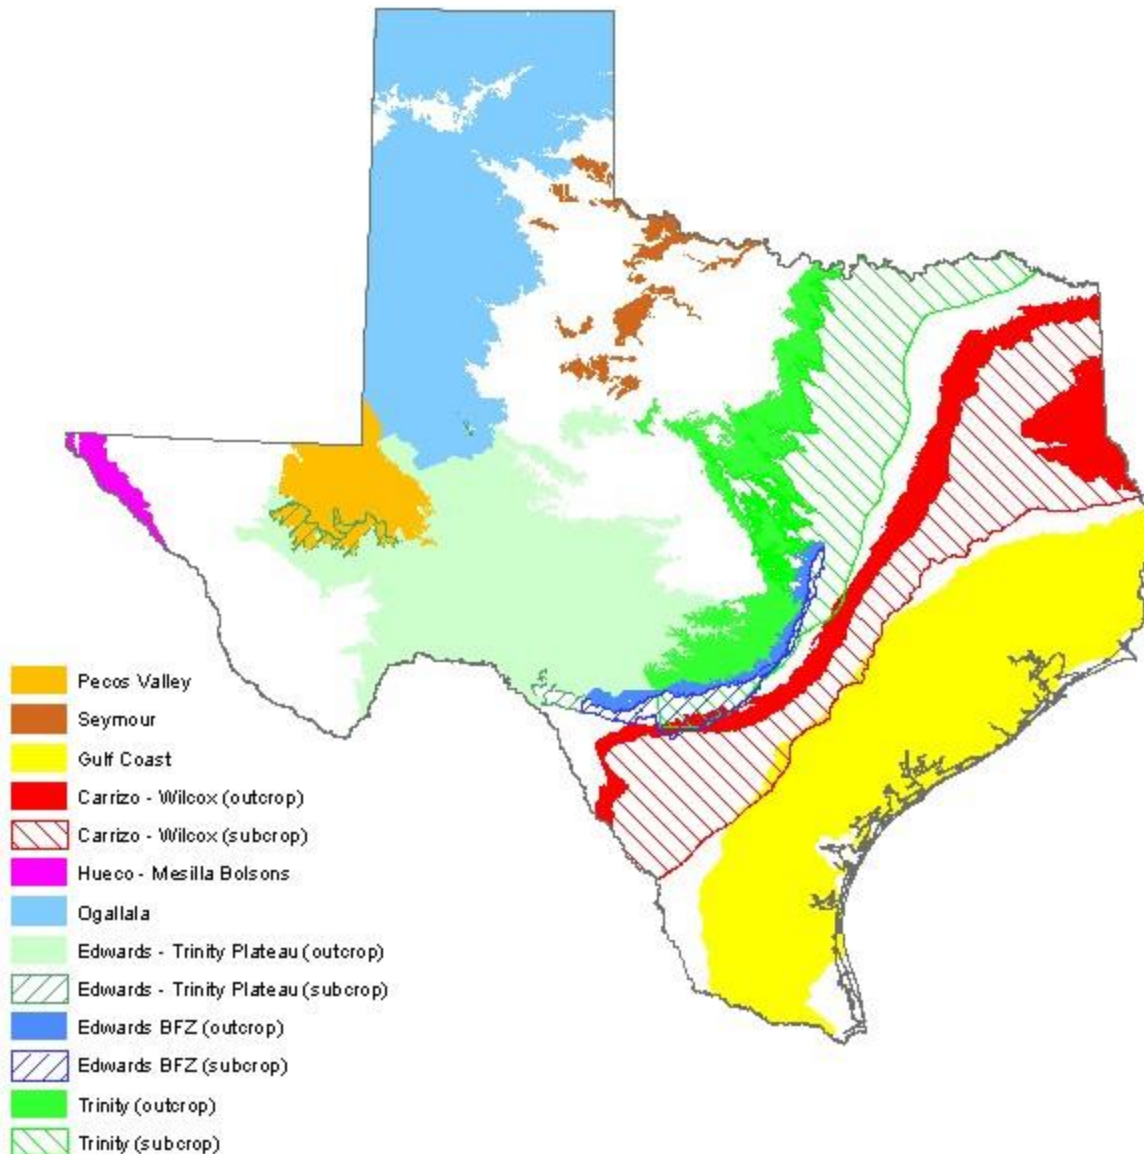 Pecos Valley
Seymour
Gulf Coast
Carrizo - Wilcox (outcrop)
Carrizo - Wilcox (subcrop)
Hueco - Mesilla Bolsons
Ogallala
Edwards - Trinity Plateau (outcrop)
Edwards - Trinity Plateau (subcrop)
Edwards BFZ (outcrop)
Edwards BFZ (subcrop)
Trinity (outcrop)
Trinity (subcrop)